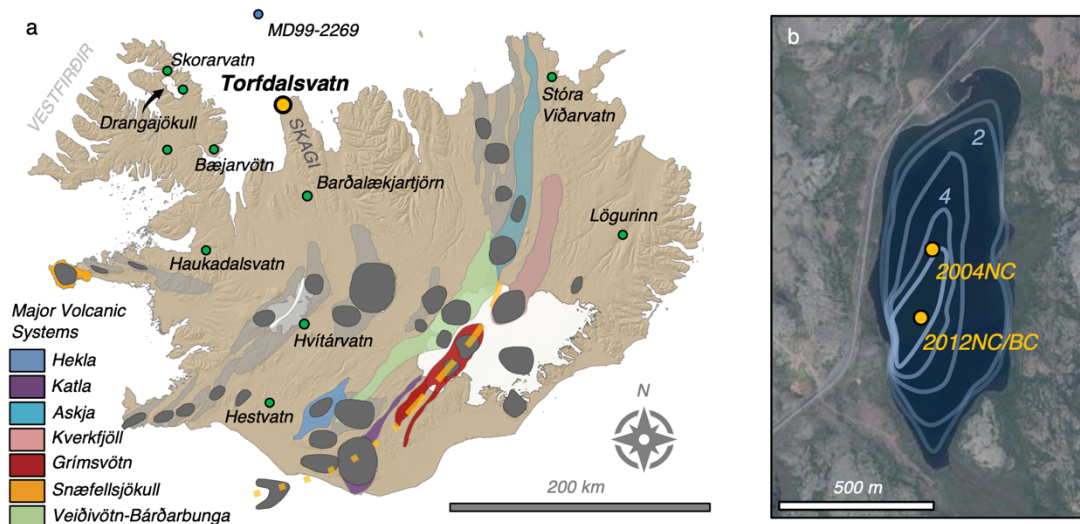 a
MD99-2269
Skorarvatn
Torfdalsvatn
VESTFIRÐIR
Drangajökull
SKAGI
Stóra
Viðarvatn
Bæjarvötn
Barðalækjartjörn
Lögurinn
Haukadalsvatn
Major Volcanic
Systems
Hekla
Katla
Askja
Kverkfjöll
Grímsvötn
Snæfellsjökull
Veiðivötn-Bárðarbunga
Hvítárvatn
Hestvatn
N
200 km
b
2
4
2004NC
2012NC/BC
500 m